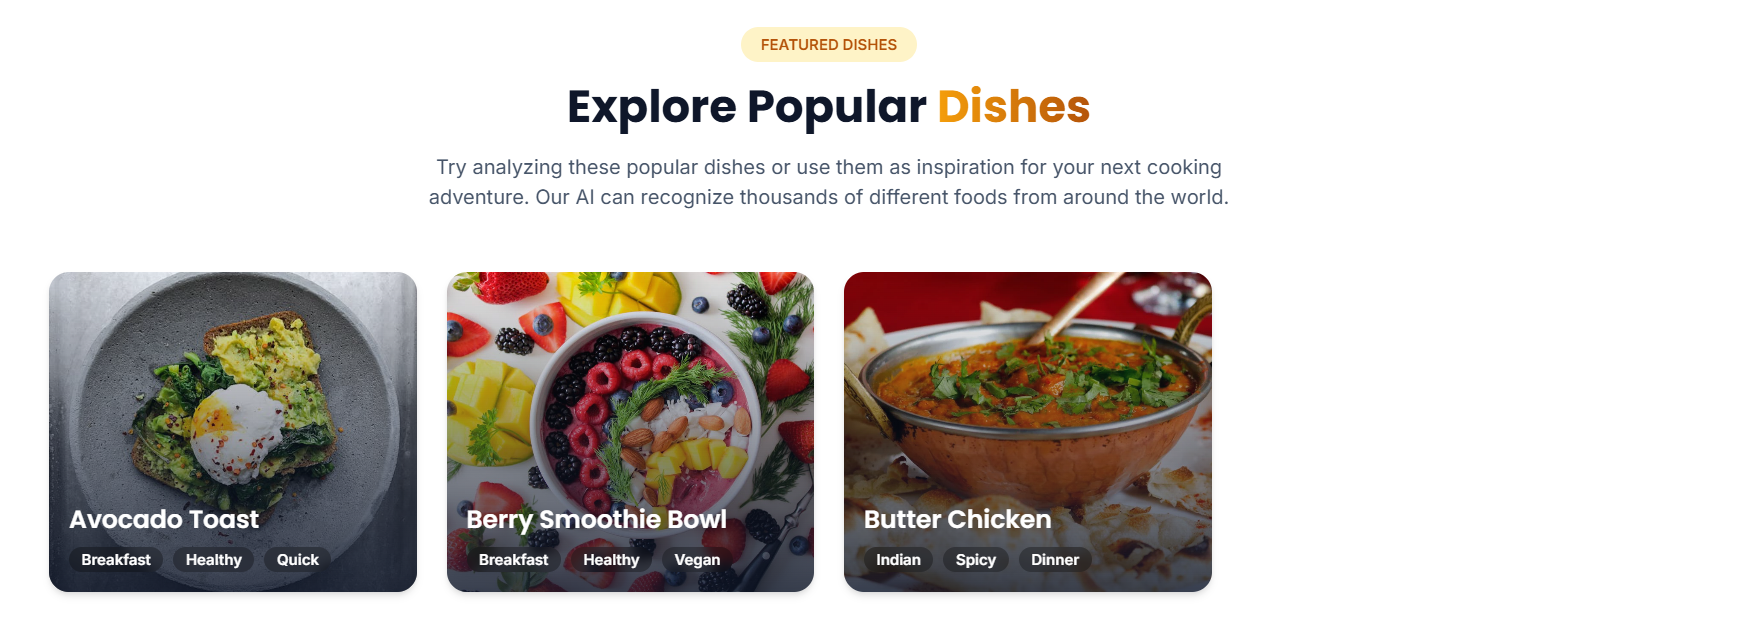 FEATURED DISHES
Explore Popular Dishes
Try analyzing these popular dishes or use them as inspiration for your next cooking
adventure. Our AI can recognize thousands of different foods from around the world.
Avocado Toast
Breakfast Healthy Quick
Berry Smoothie Bowl
Breakfast Healthy Vegan
Butter Chicken
Indian Spicy Dinner